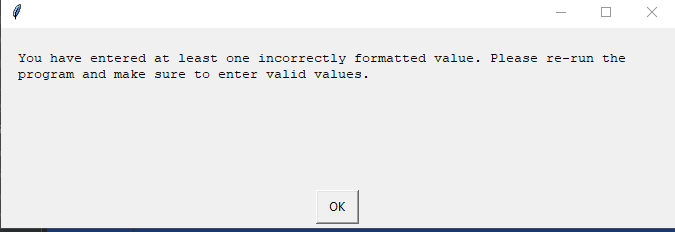 You have entered at least one incorrectly formatted value. Please re-run the
program and make sure to enter valid values.
OK